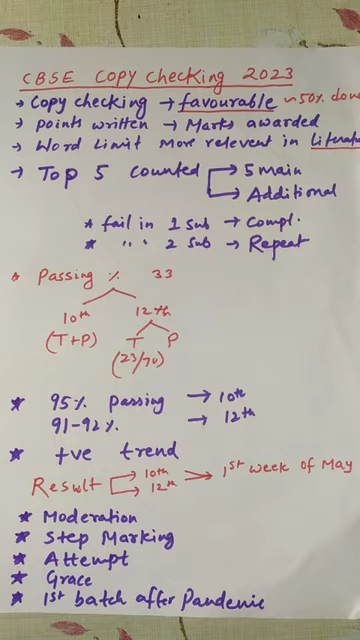 CBSE COPY CHECKING 2023
→ Copy checking → favourable ~50% done
→ points written → Marks awarded
→ Word Limit more relevent in Literatu
→ TOP 5 counted → 5 main
→ Additional
* fail in 1 sub → Compl.
* " " 2 sub → Repeat
* Passing % 33
10th 12th
(T+P) T P
(23/70)
* 95% Passing → 10th
91-92% → 12th
* +ve trend
Result → 10th → 12th > 1st week of May
* Moderation
* Step Marking
* Attempt
* Grace
* 1st batch after Pandemic